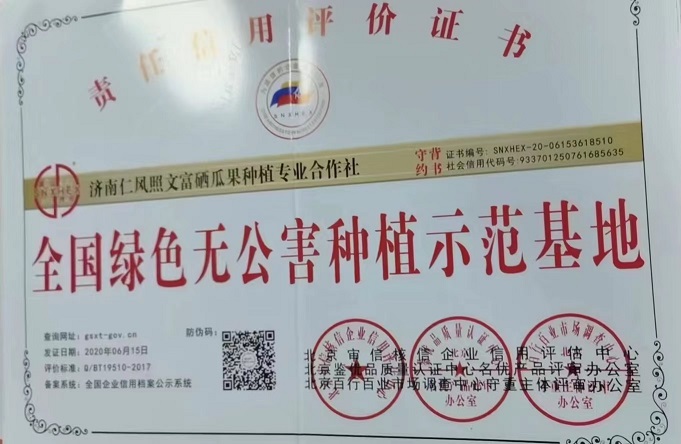 责任信用评价证书
SNXHEX
济南仁风照文富硒瓜果种植专业合作社
守背
约书
证书编号: SNXHEX-20-06153618510
社会信用代码号: 933701250761685635
全国绿色无公害种植示范基地
查询网址: gsxt-gov.cn
发证日期: 2020年06月15日
评价标准: Q/BT19510-2017
备案系统: 全国企业信用档案公示系统
防伪码:
北京审信核信企业信用评估中心
北京鉴优品质量认证中心名优产品评审办公室
北京百行百业市场调查中心守重主体评审办公室
办公室
办公室